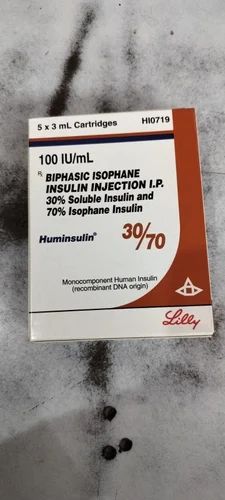 5 x 3 mL Cartridges HI0719
100 IU/mL
Rx BIPHASIC ISOPHANE
INSULIN INJECTION I.P.
30% Soluble Insulin and
70% Isophane Insulin
Huminsulin® 30/70
Monocomponent Human Insulin
(recombinant DNA origin)
Lilly